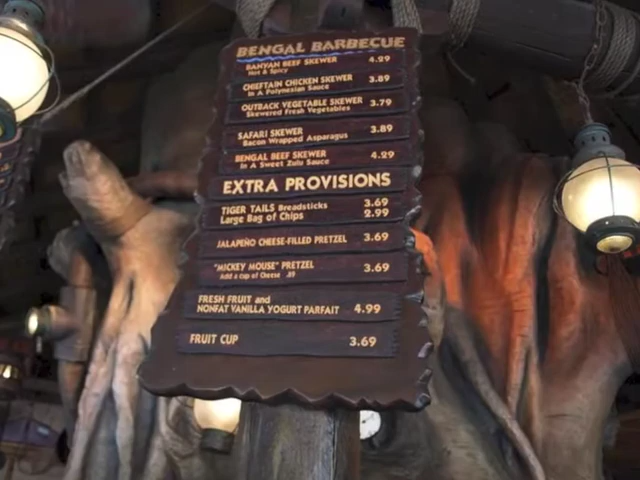 BENGAL BARBECUE
BANYAN BEEF SKEWER 4.29
Hot & Spicy
CHIEFTAIN CHICKEN SKEWER 3.89
In A Polynesian Sauce
OUTBACK VEGETABLE SKEWER 3.79
Skewered Fresh Vegetables
SAFARI SKEWER 3.89
Bacon Wrapped Asparagus
BENGAL BEEF SKEWER 4.29
In A Sweet Zulu Sauce
EXTRA PROVISIONS
TIGER TAILS Breadsticks 3.69
Large Bag of Chips 2.99
JALAPEÑO CHEESE-FILLED PRETZEL 3.69
"MICKEY MOUSE" PRETZEL 3.69
Add a cup of Cheese .89
FRESH FRUIT and
NONFAT VANILLA YOGURT PARFAIT 4.99
FRUIT CUP 3.69